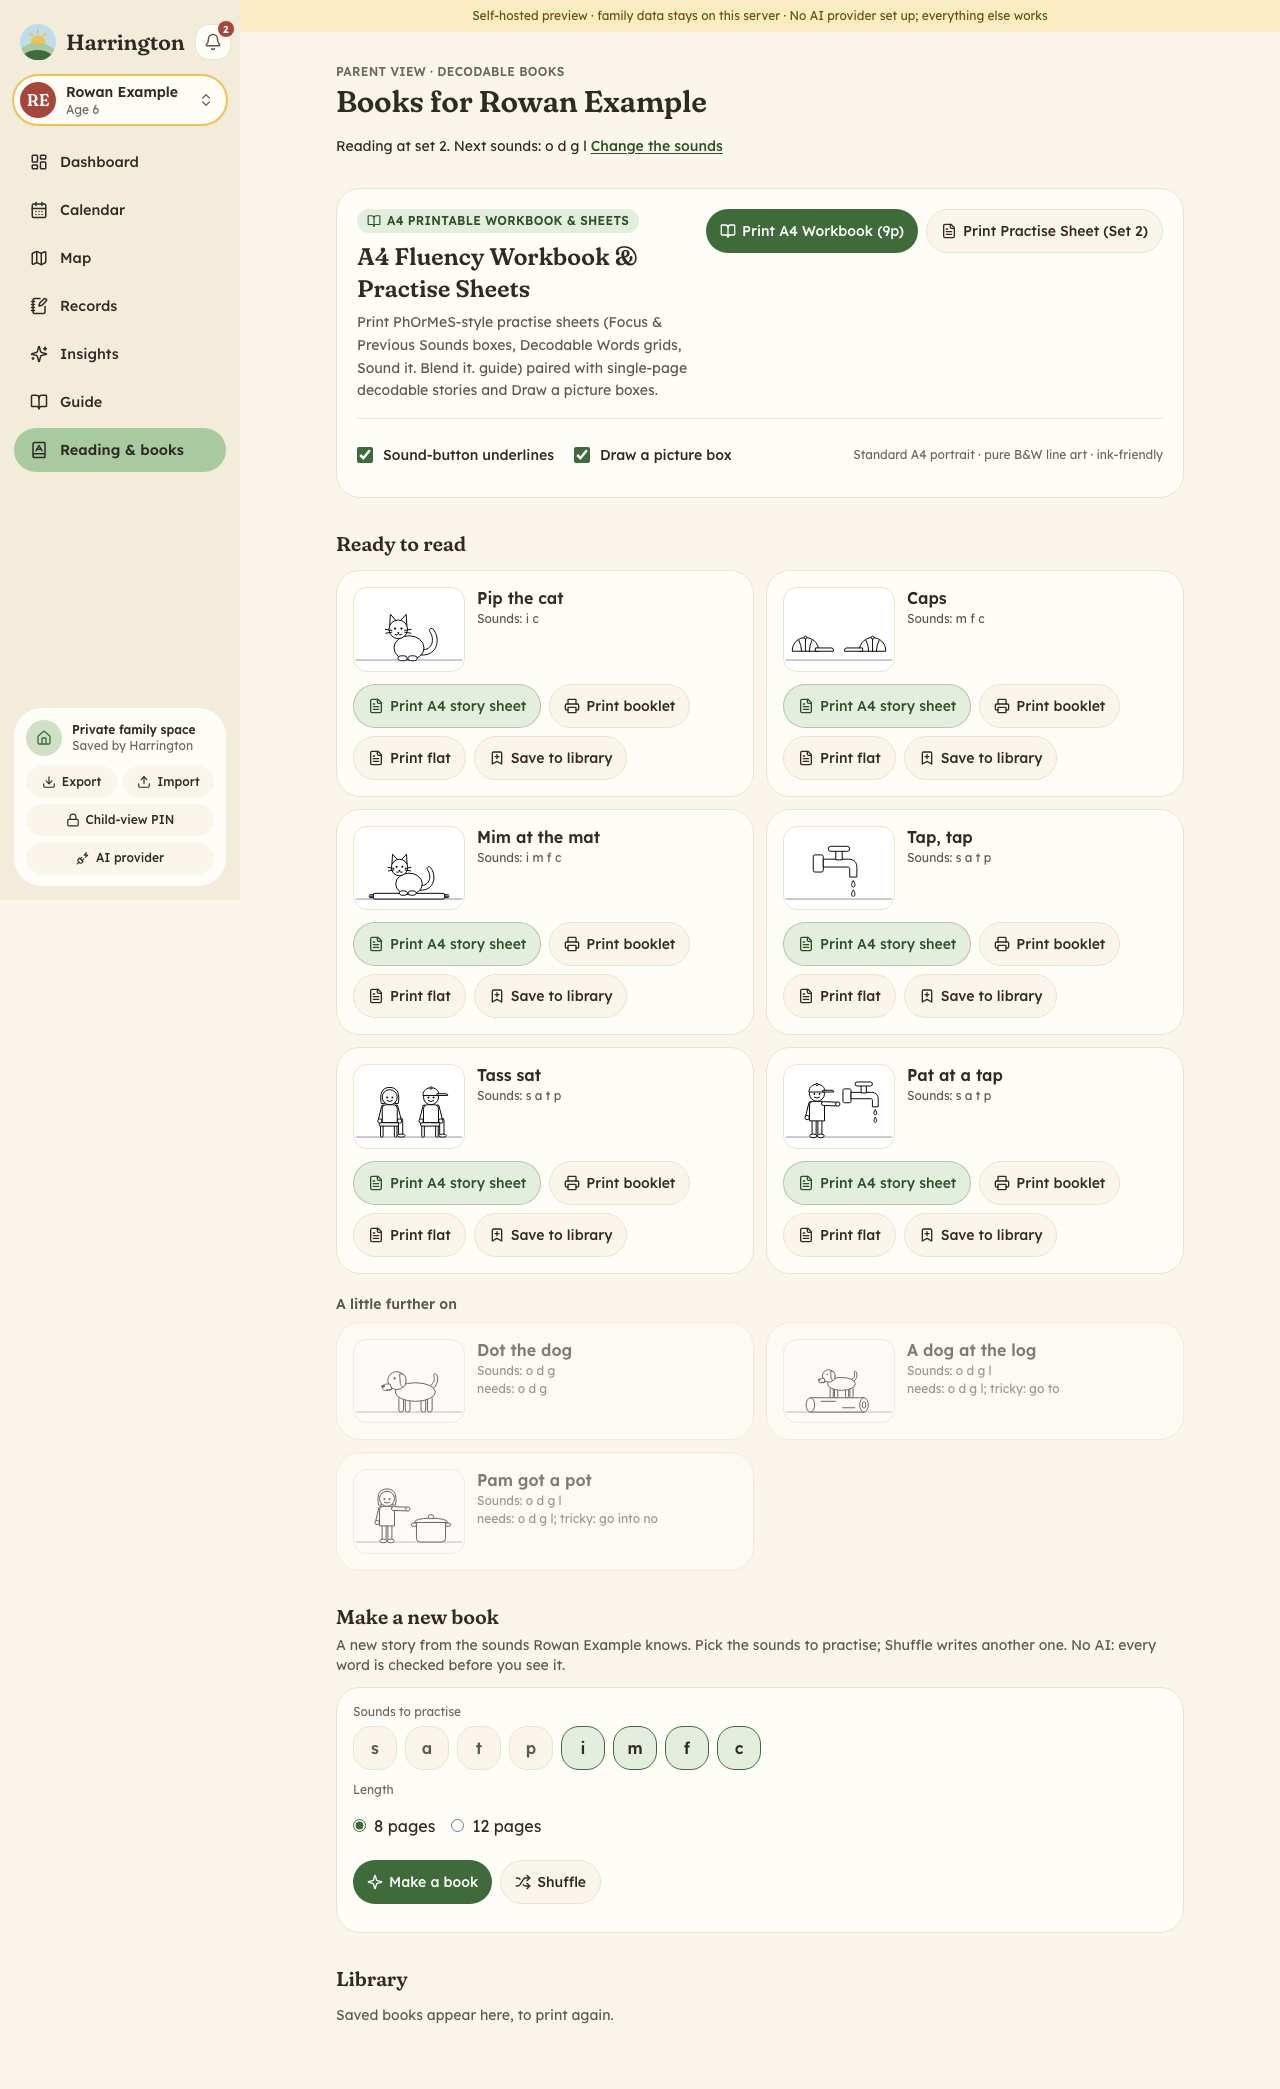 Self-hosted preview · family data stays on this server · No AI provider set up; everything else works
Harrington
2
RE
Rowan Example
Age 6
Dashboard
Calendar
Map
Records
Insights
Guide
Reading & books
Private family space
Saved by Harrington
Export
Import
Child-view PIN
AI provider
PARENT VIEW · DECODABLE BOOKS
Books for Rowan Example
Reading at set 2. Next sounds: o d g l Change the sounds
A4 PRINTABLE WORKBOOK & SHEETS
A4 Fluency Workbook &
Practise Sheets
Print PhOrMeS-style practise sheets (Focus &
Previous Sounds boxes, Decodable Words grids,
Sound it. Blend it. guide) paired with single-page
decodable stories and Draw a picture boxes.
Print A4 Workbook (9p)
Print Practise Sheet (Set 2)
Sound-button underlines
Draw a picture box
Standard A4 portrait · pure B&W line art · ink-friendly
Ready to read
Pip the cat
Sounds: i c
Print A4 story sheet
Print booklet
Print flat
Save to library
Caps
Sounds: m f c
Print A4 story sheet
Print booklet
Print flat
Save to library
Mim at the mat
Sounds: i m f c
Print A4 story sheet
Print booklet
Print flat
Save to library
Tap, tap
Sounds: s a t p
Print A4 story sheet
Print booklet
Print flat
Save to library
Tass sat
Sounds: s a t p
Print A4 story sheet
Print booklet
Print flat
Save to library
Pat at a tap
Sounds: s a t p
Print A4 story sheet
Print booklet
Print flat
Save to library
A little further on
Dot the dog
Sounds: o d g
needs: o d g
A dog at the log
Sounds: o d g l
needs: o d g l; tricky: go to
Pam got a pot
Sounds: o d g l
needs: o d g l; tricky: go into no
Make a new book
A new story from the sounds Rowan Example knows. Pick the sounds to practise; Shuffle writes another one. No AI: every
word is checked before you see it.
Sounds to practise
s a t p i m f c
Length
8 pages
12 pages
Make a book
Shuffle
Library
Saved books appear here, to print again.